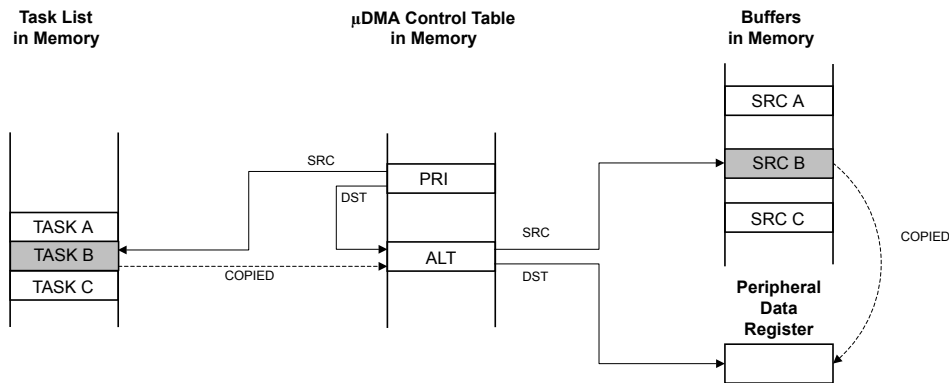 Task List
in Memory
µDMA Control Table
in Memory
Buffers
in Memory
SRC A
SRC
PRI
SRC B
DST
TASK A
SRC C
SRC
COPIED
TASK B
ALT
COPIED
DST
TASK C
Peripheral
Data
Register